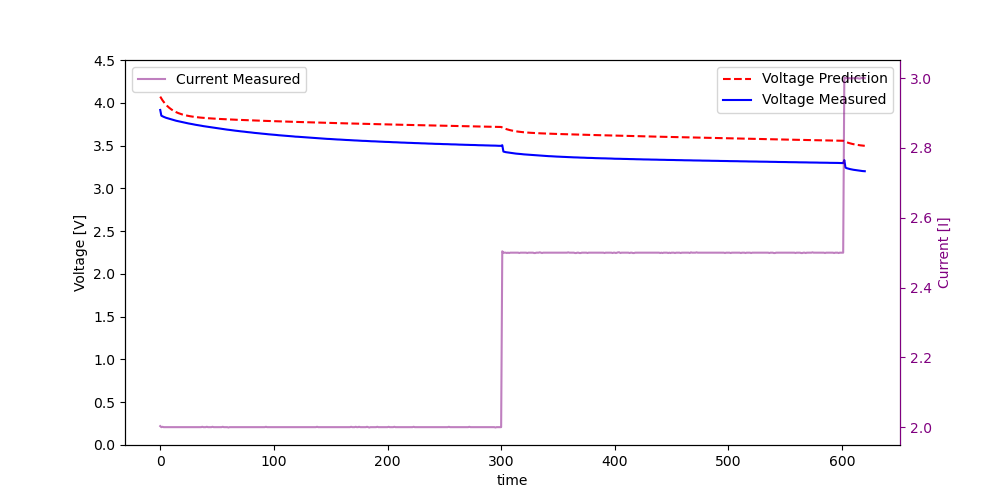 Current Measured
Voltage Prediction
Voltage Measured
4.5
4.0
3.5
3.0
2.5
2.0
1.5
1.0
0.5
0.0
Voltage [V]
3.0
2.8
2.6
2.4
2.2
2.0
Current [I]
0 100 200 300 400 500 600
time